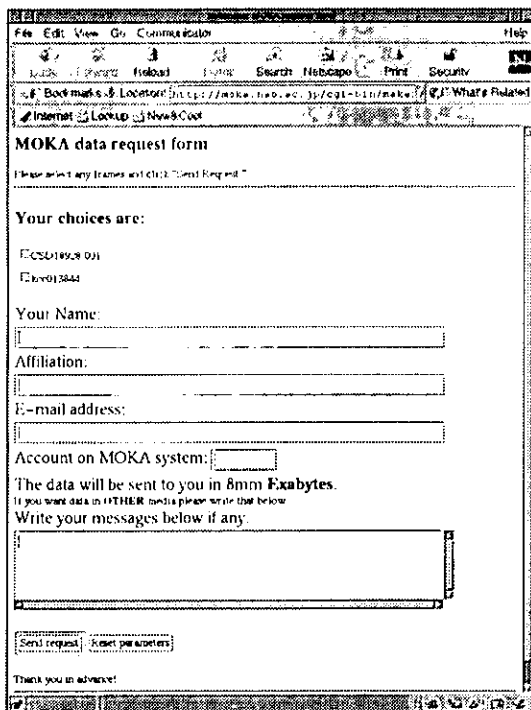 File Edit View Go Communicator Help
Reload Search Netscape Print Security
Bookmarks Location: What's Related
Internet Lookup New&Cool
MOKA data request form
Please select any frames and click "Send Request."
Your choices are:
Your Name:
Affiliation:
E-mail address:
Account on MOKA system:
The data will be sent to you in 8mm Exabytes.
If you want data in OTHER media please write that below
Write your messages below if any.
Send request Reset parameters
Thank you in advance!